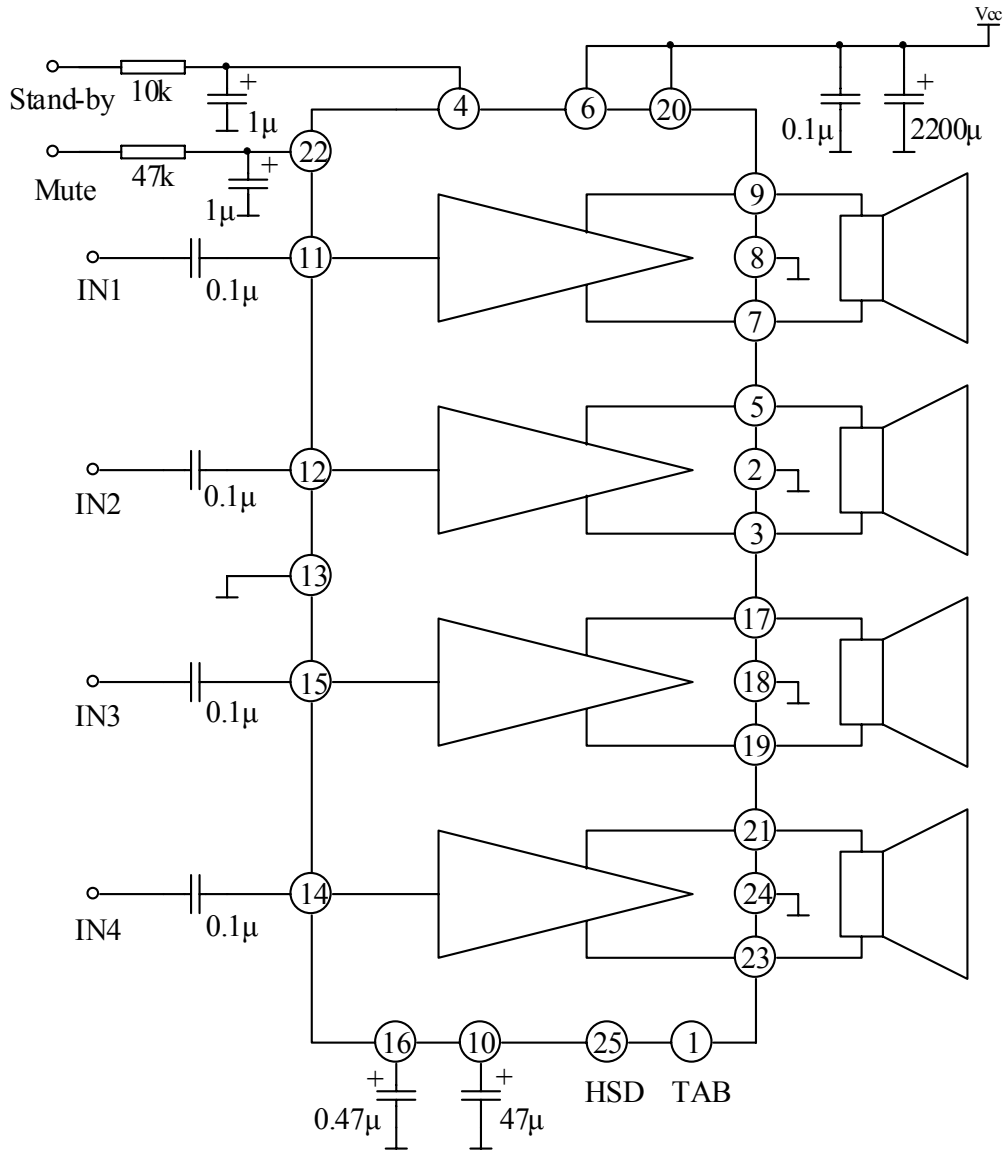 Vcc
Stand-by
10k
1µ
4
6
20
0.1µ
2200µ
22
Mute
47k
1µ
9
IN1
0.1µ
11
8
7
5
IN2
0.1µ
12
2
3
13
17
IN3
0.1µ
15
18
19
21
IN4
0.1µ
14
24
23
16
10
25
1
0.47µ
47µ
HSD
TAB